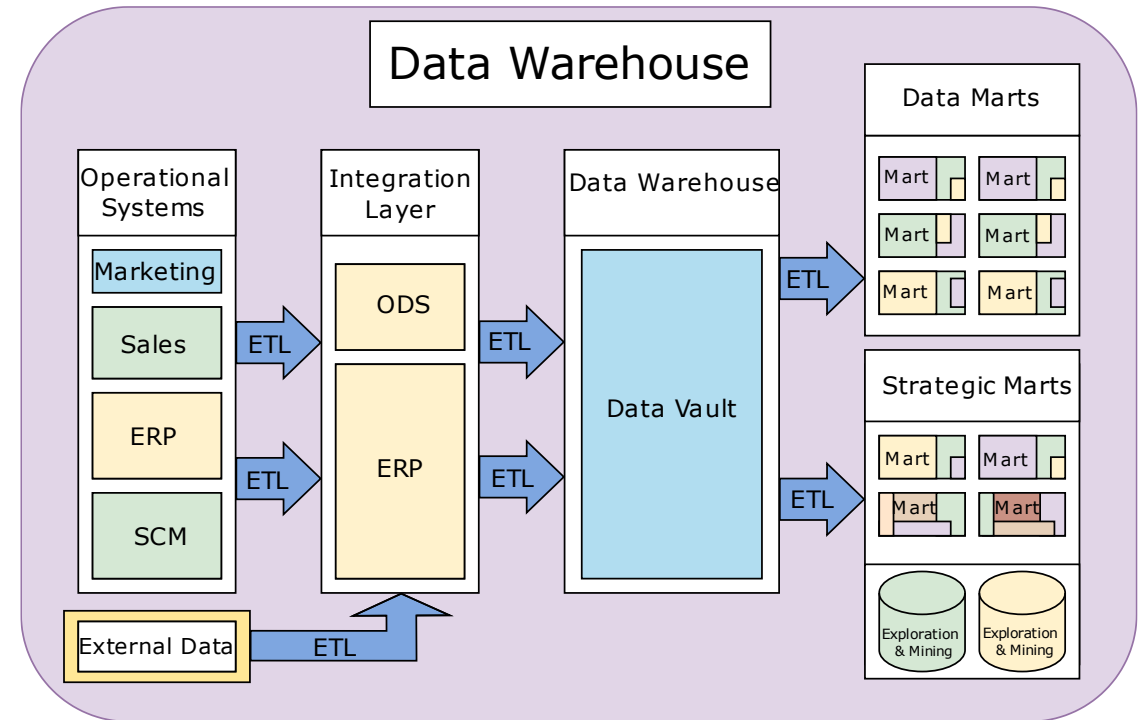 Data Warehouse
Operational
Systems
Marketing
Sales
ERP
SCM
External Data
ETL
ETL
ETL
Integration
Layer
ODS
ERP
ETL
ETL
Data Warehouse
Data Vault
ETL
ETL
Data Marts
Mart
Mart
Mart
Mart
Mart
Mart
Strategic Marts
Mart
Mart
Mart
Mart
Exploration
& Mining
Exploration
& Mining